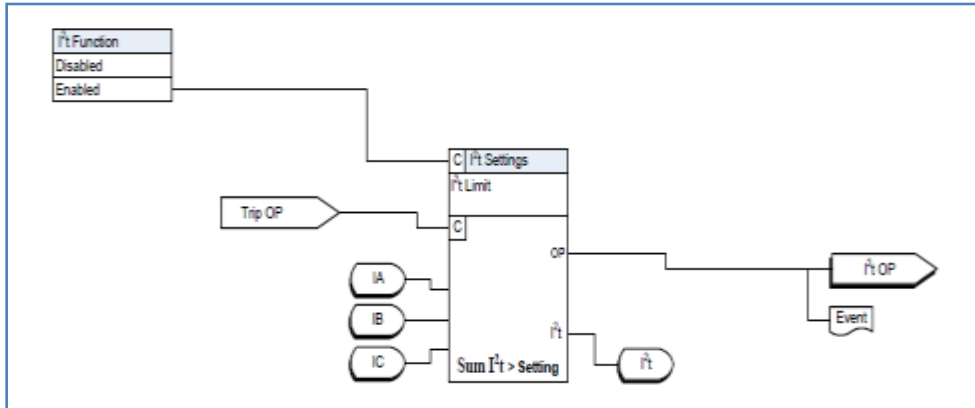 I²t Function
Disabled
Enabled
C I²t Settings
I²t Limit
Trip OP
C
OP
I²t OP
IA
IB
Event
I²t
IC
Sum I²t > Setting
I²t